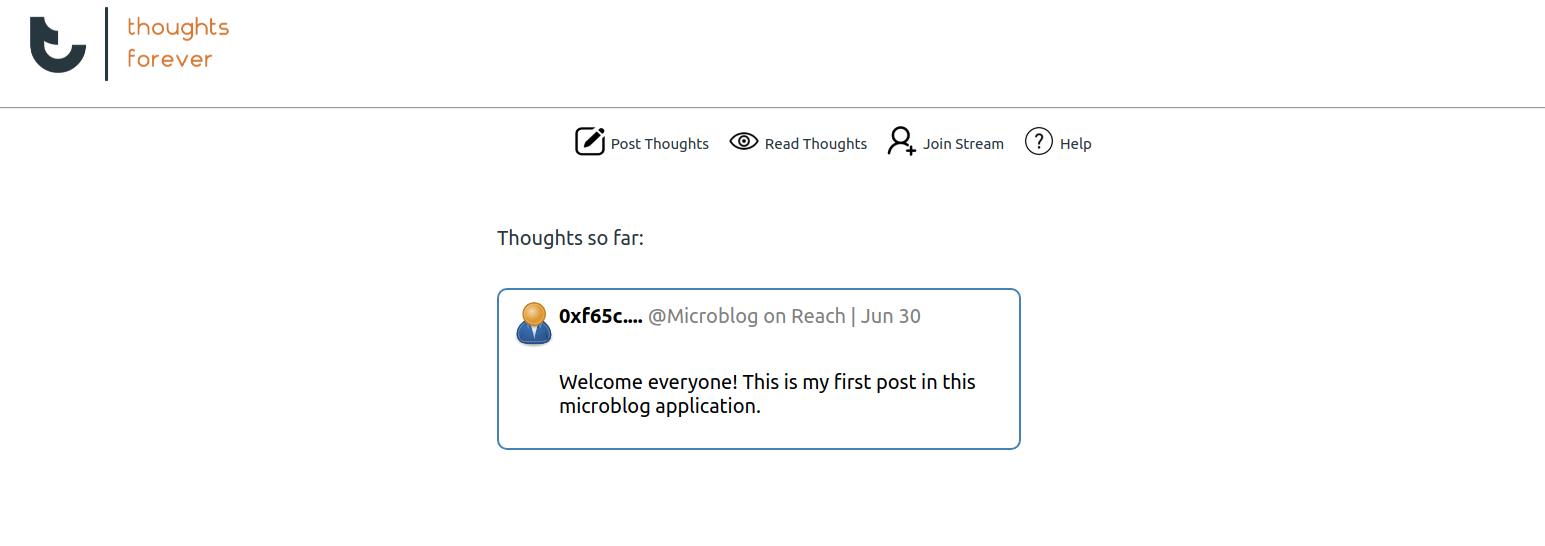 thoughts
forever
Post Thoughts Read Thoughts Join Stream ? Help
Thoughts so far:
0xf65c.... @Microblog on Reach | Jun 30
Welcome everyone! This is my first post in this
microblog application.